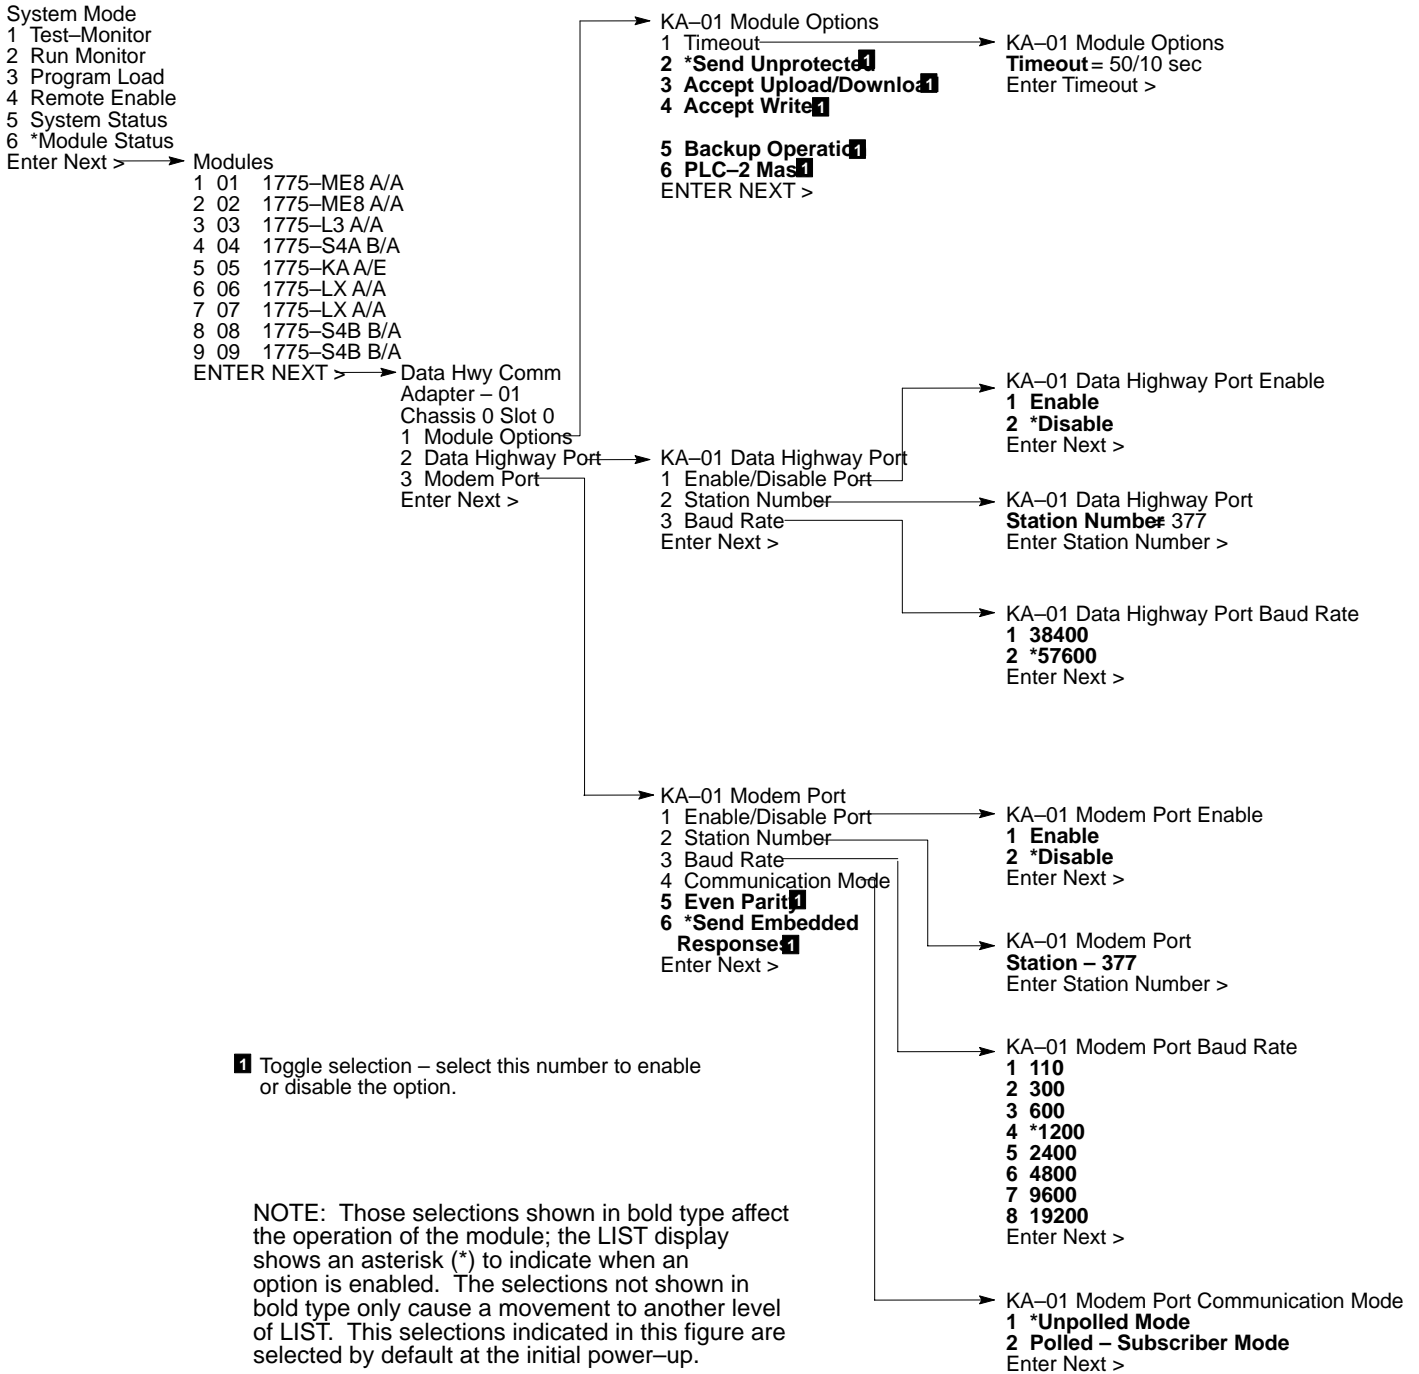 System Mode
1 Test–Monitor
2 Run Monitor
3 Program Load
4 Remote Enable
5 System Status
6 *Module Status
Enter Next >
Modules
1 01 1775–ME8 A/A
2 02 1775–ME8 A/A
3 03 1775–L3 A/A
4 04 1775–S4A B/A
5 05 1775–KA A/E
6 06 1775–LX A/A
7 07 1775–LX A/A
8 08 1775–S4B B/A
9 09 1775–S4B B/A
ENTER NEXT >
Data Hwy Comm
Adapter – 01
Chassis 0 Slot 0
1 Module Options
2 Data Highway Port
3 Modem Port
Enter Next >
KA–01 Module Options
1 Timeout
2 *Send Unprotected 1
3 Accept Upload/Download 1
4 Accept Write 1
5 Backup Operation 1
6 PLC–2 Mas 1
ENTER NEXT >
KA–01 Module Options
Timeout = 50/10 sec
Enter Timeout >
KA–01 Data Highway Port
1 Enable/Disable Port
2 Station Number
3 Baud Rate
Enter Next >
KA–01 Data Highway Port Enable
1 Enable
2 *Disable
Enter Next >
KA–01 Data Highway Port
Station Number = 377
Enter Station Number >
KA–01 Data Highway Port Baud Rate
1 38400
2 *57600
Enter Next >
KA–01 Modem Port
1 Enable/Disable Port
2 Station Number
3 Baud Rate
4 Communication Mode
5 Even Parity 1
6 *Send Embedded
Responses 1
Enter Next >
KA–01 Modem Port Enable
1 Enable
2 *Disable
Enter Next >
KA–01 Modem Port
Station – 377
Enter Station Number >
KA–01 Modem Port Baud Rate
1 110
2 300
3 600
4 *1200
5 2400
6 4800
7 9600
8 19200
Enter Next >
KA–01 Modem Port Communication Mode
1 *Unpolled Mode
2 Polled – Subscriber Mode
Enter Next >
1 Toggle selection – select this number to enable
or disable the option.
NOTE: Those selections shown in bold type affect
the operation of the module; the LIST display
shows an asterisk (*) to indicate when an
option is enabled. The selections not shown in
bold type only cause a movement to another level
of LIST. This selections indicated in this figure are
selected by default at the initial power–up.